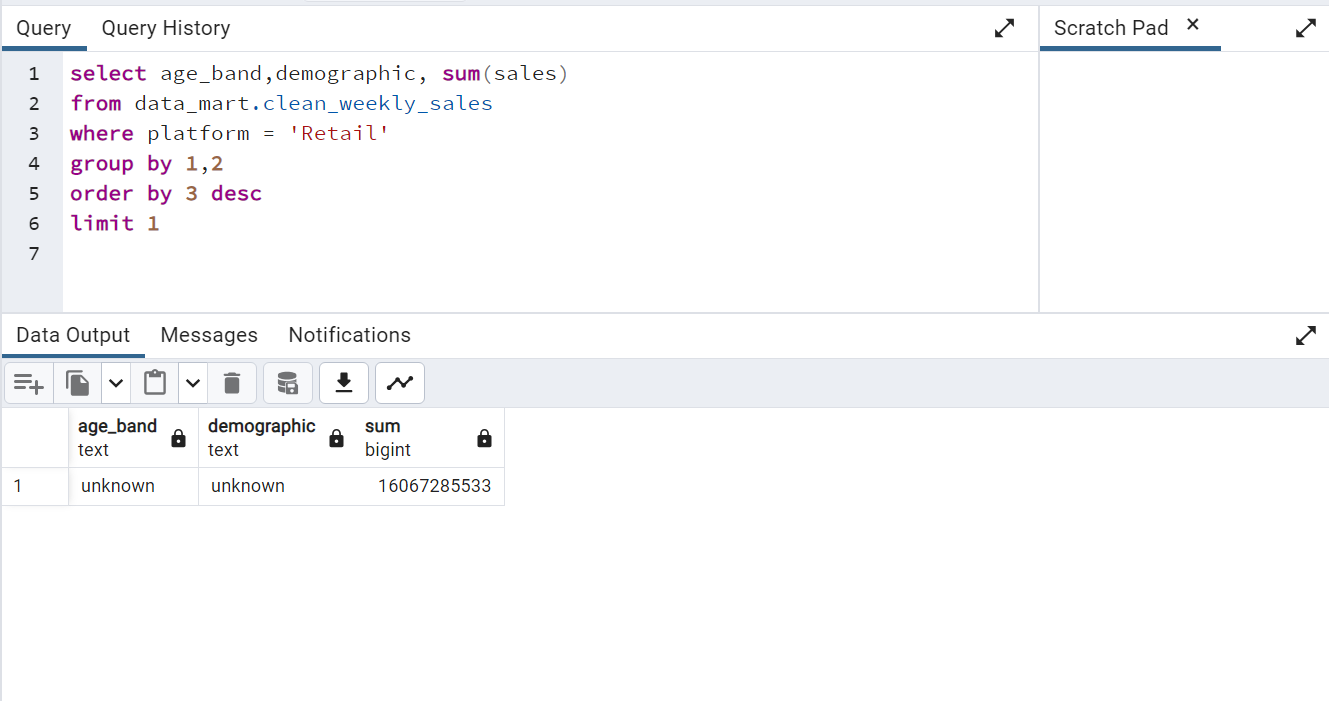 Query Query History Scratch Pad ×
1 select age_band,demographic, sum(sales)
2 from data_mart.clean_weekly_sales
3 where platform = 'Retail'
4 group by 1,2
5 order by 3 desc
6 limit 1
7
Data Output Messages Notifications
age_band demographic sum
text text bigint
1 unknown unknown 16067285533